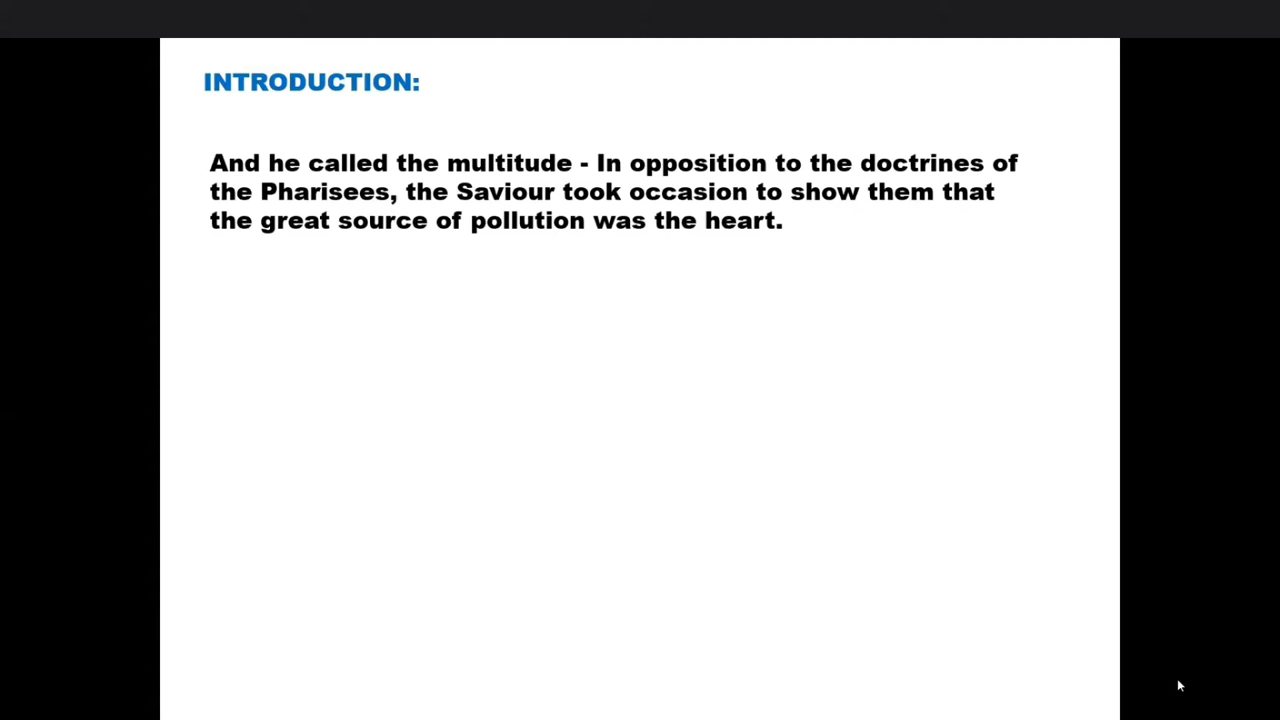 INTRODUCTION:
And he called the multitude - In opposition to the doctrines of
the Pharisees, the Saviour took occasion to show them that
the great source of pollution was the heart.